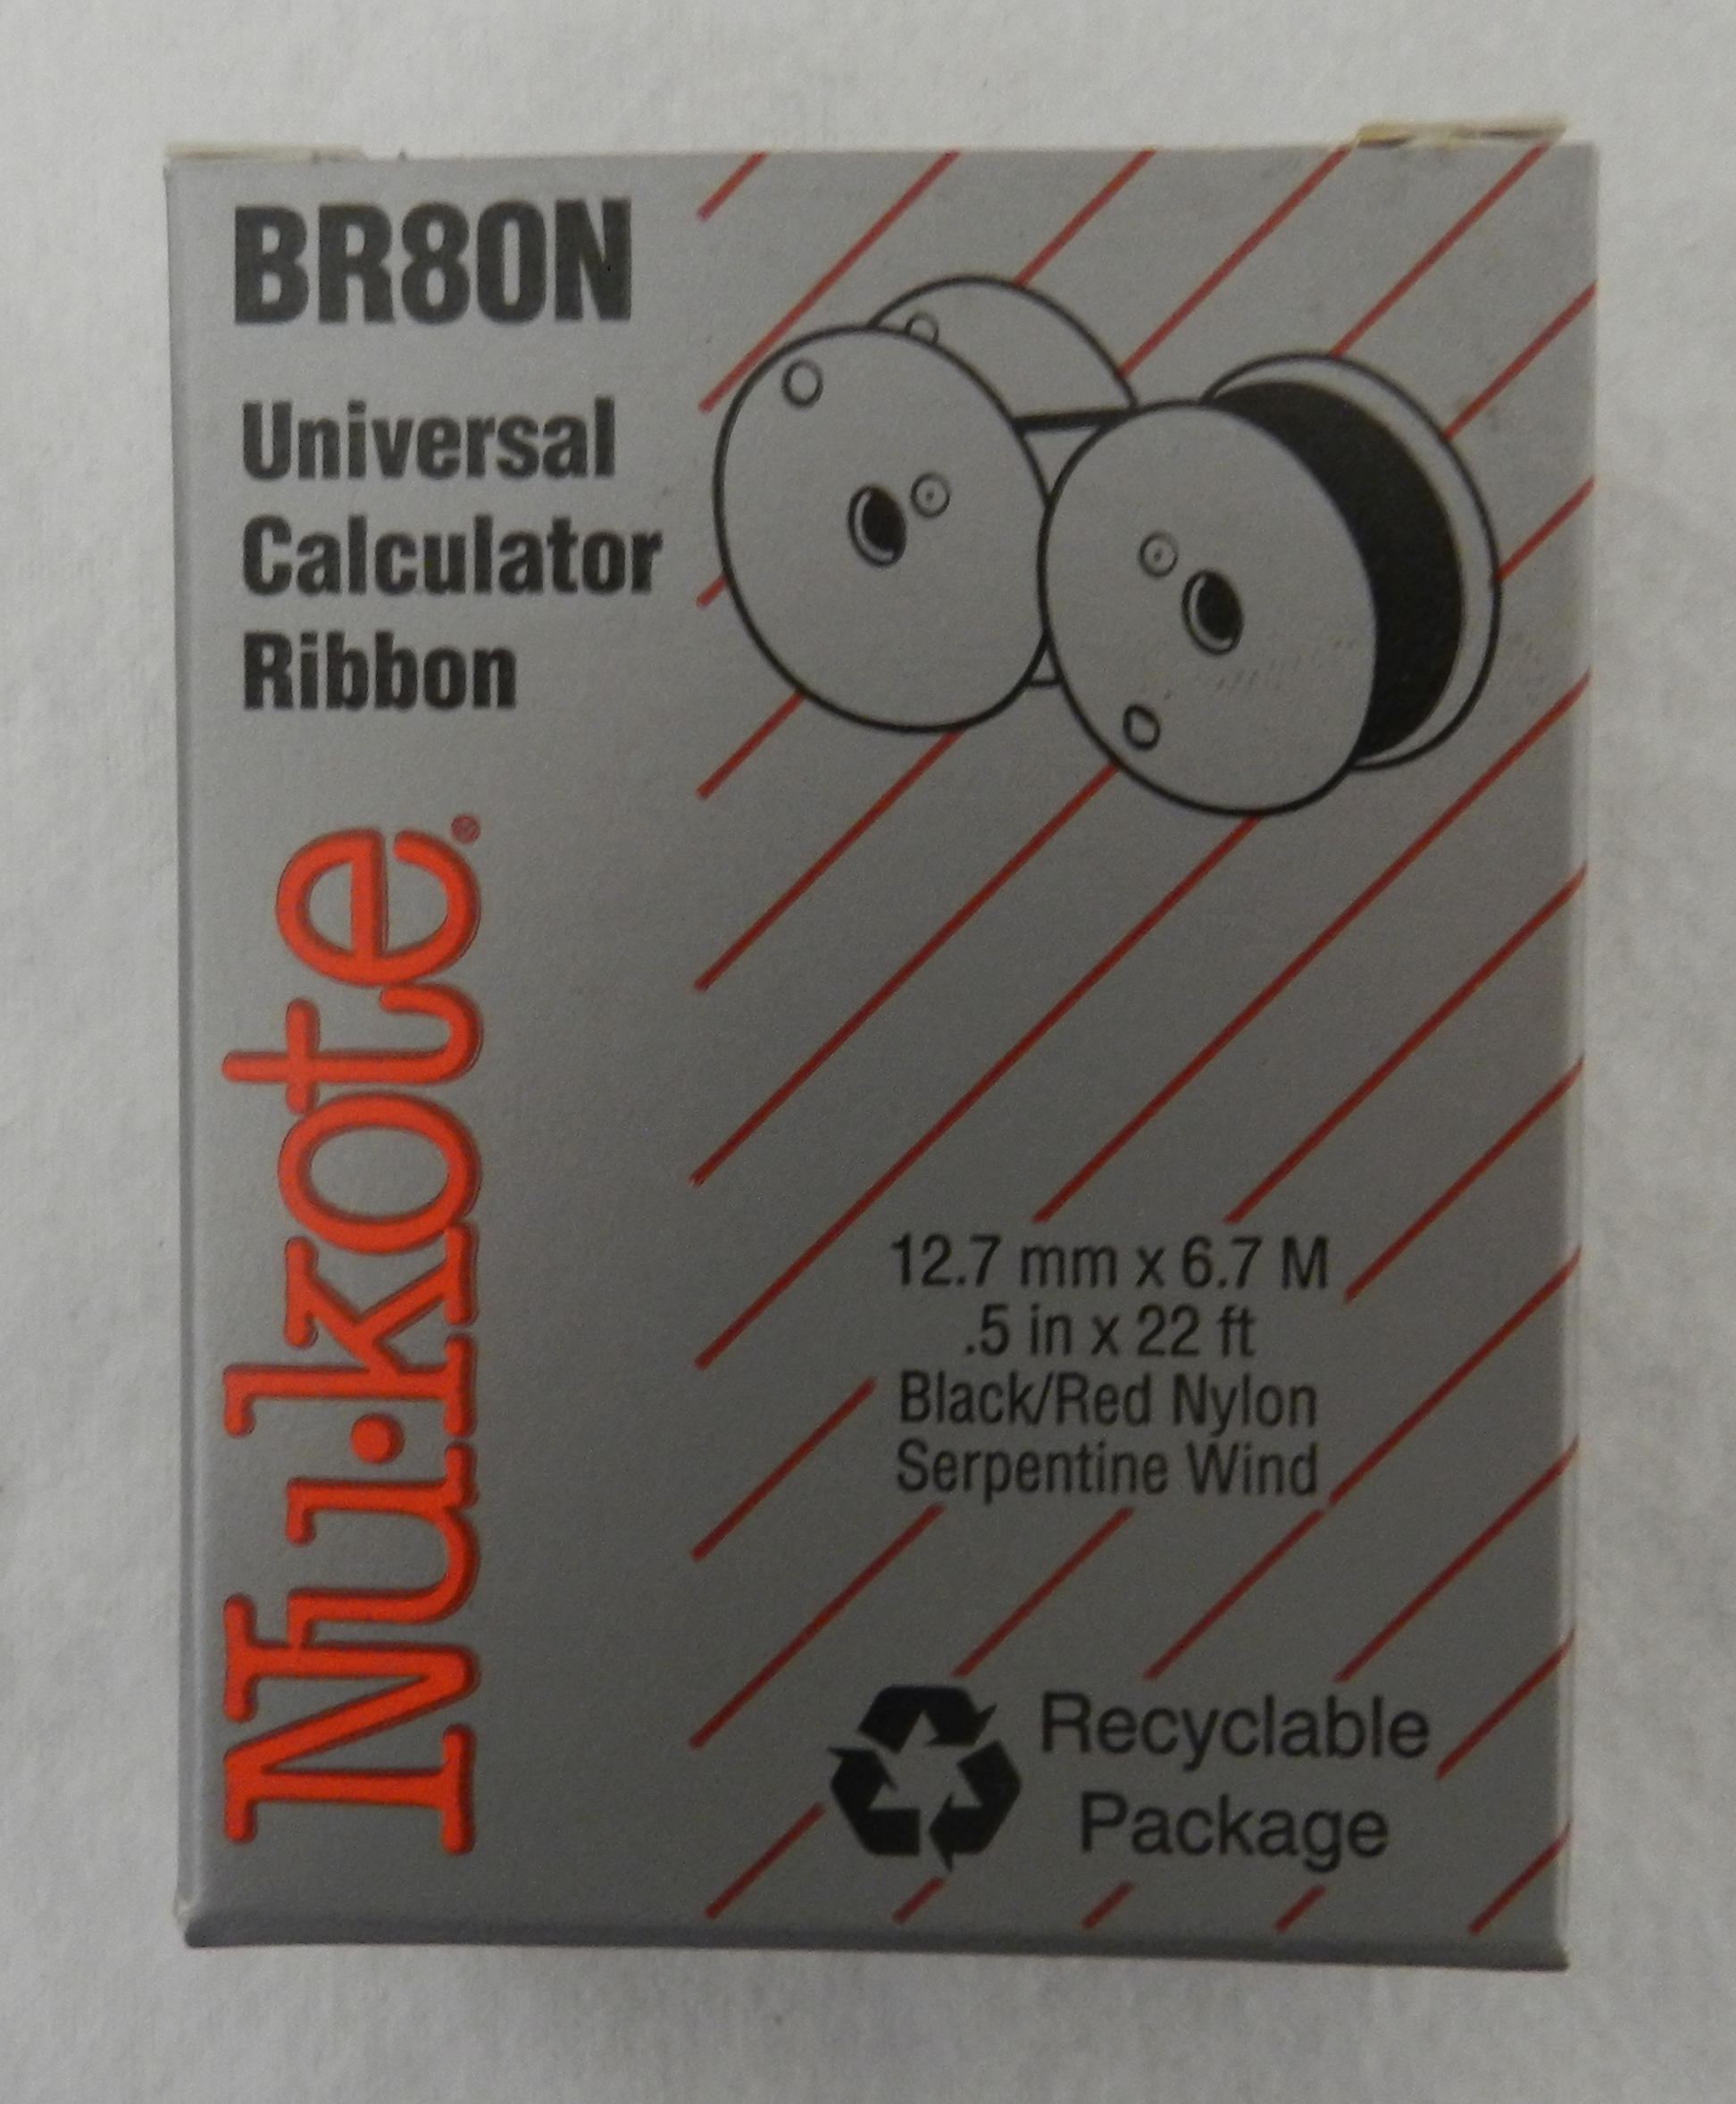 BR80N
Universal
Calculator
Ribbon
Nu·kote®
12.7 mm x 6.7 M
.5 in x 22 ft
Black/Red Nylon
Serpentine Wind
Recyclable
Package